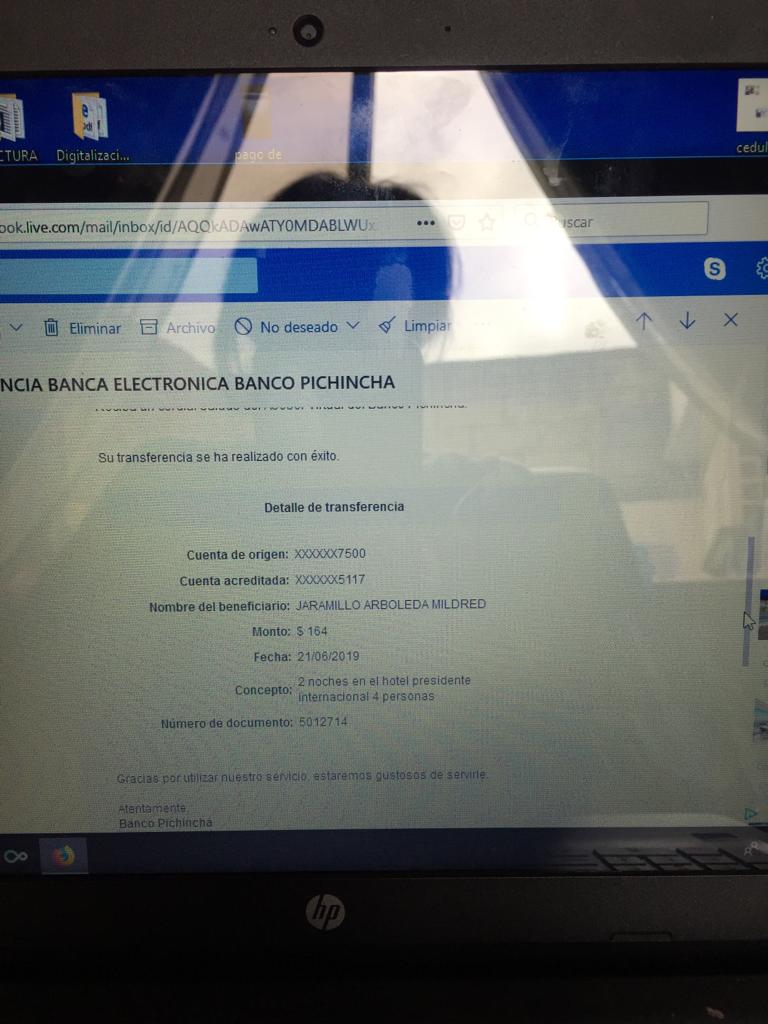 CTURA
Digitalizaci...
pago de
cedul
ook.live.com/mail/inbox/id/AQQkADAwATY0MDABLWUx
uscar
Eliminar Archivo No deseado Limpiar
NCIA BANCA ELECTRONICA BANCO PICHINCHA
Su transferencia se ha realizado con éxito.
Detalle de transferencia
Cuenta de origen: XXXXXX7500
Cuenta acreditada: XXXXXX5117
Nombre del beneficiario: JARAMILLO ARBOLEDA MILDRED
Monto: $ 164
Fecha: 21/06/2019
Concepto: 2 noches en el hotel presidente
internacional 4 personas
Número de documento: 5012714
Gracias por utilizar nuestro servicio, estaremos gustosos de servirle.
Atentamente,
Banco Pichincha
hp